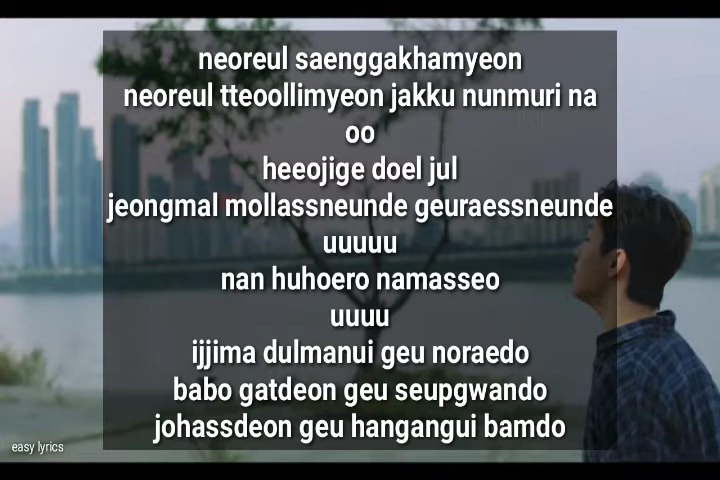 neoreul saenggakhamyeon
neoreul tteoollimyeon jakku nunmuri na
oo
heeojige doel jul
jeongmal mollassneunde geuraessneunde
uuuuu
nan huhoero namasseo
uuuu
ijjima dulmanui geu noraedo
babo gatdeon geu seupgwando
johassdeon geu hangangui bamdo
easy lyrics